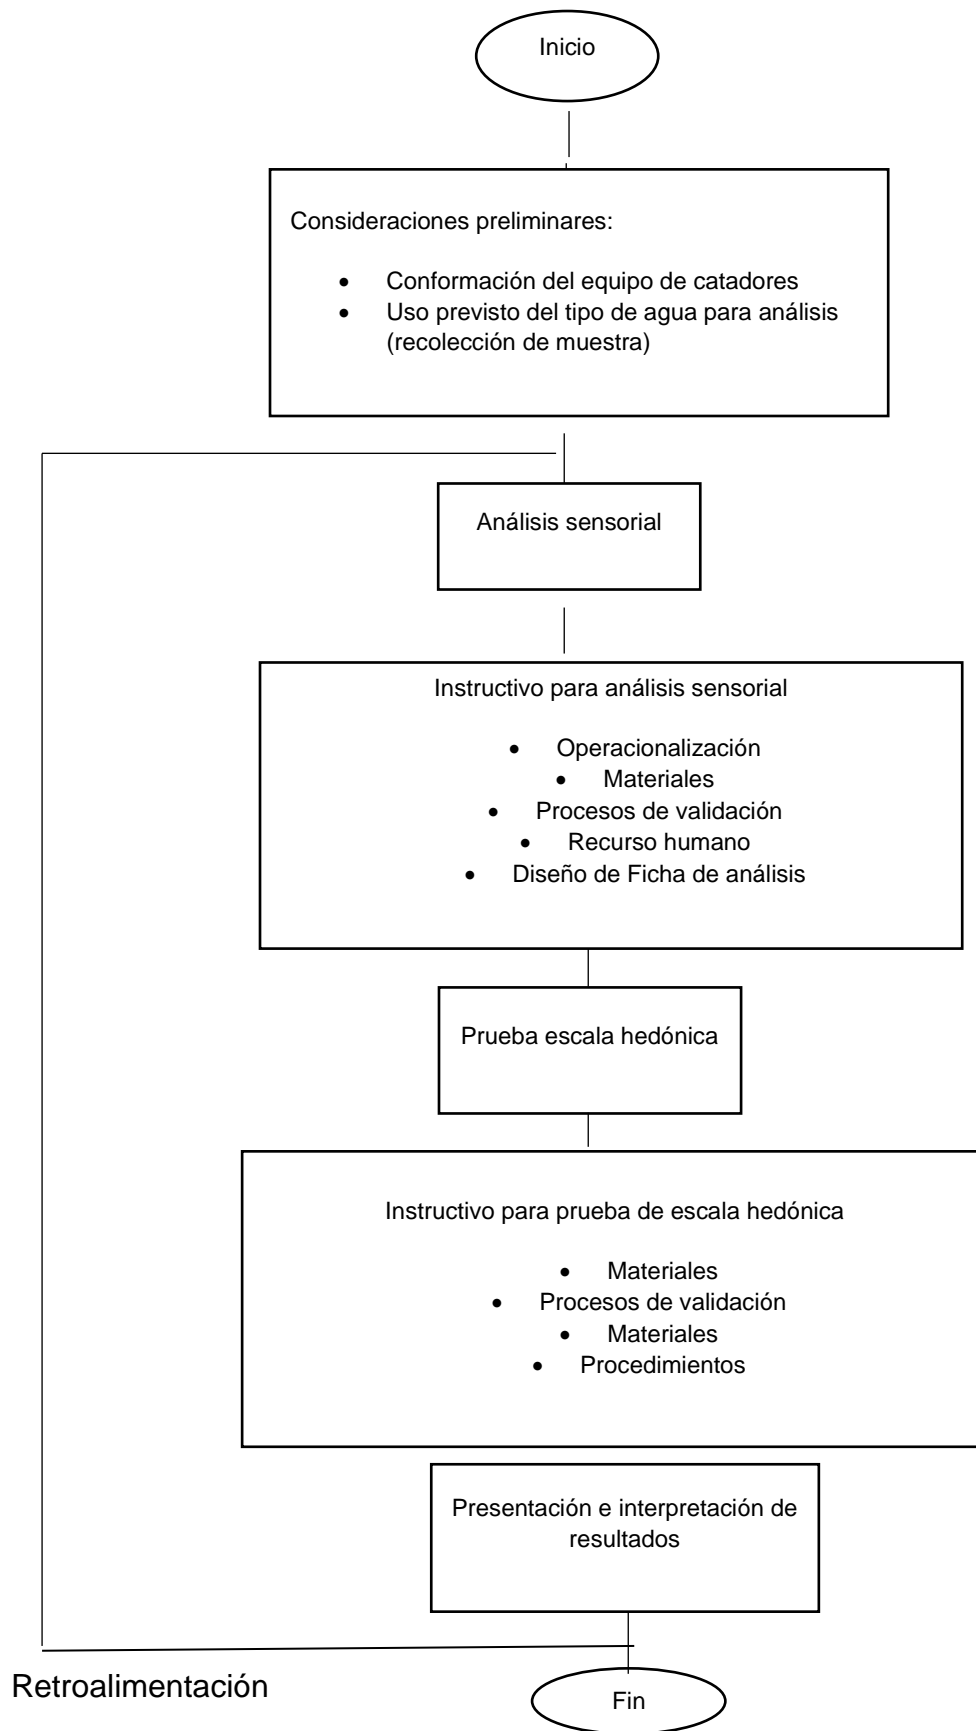 Inicio
Consideraciones preliminares:
• Conformación del equipo de catadores
• Uso previsto del tipo de agua para análisis
(recolección de muestra)
Análisis sensorial
Instructivo para análisis sensorial
• Operacionalización
• Materiales
• Procesos de validación
• Recurso humano
• Diseño de Ficha de análisis
Prueba escala hedónica
Instructivo para prueba de escala hedónica
• Materiales
• Procesos de validación
• Materiales
• Procedimientos
Presentación e interpretación de
resultados
Retroalimentación
Fin